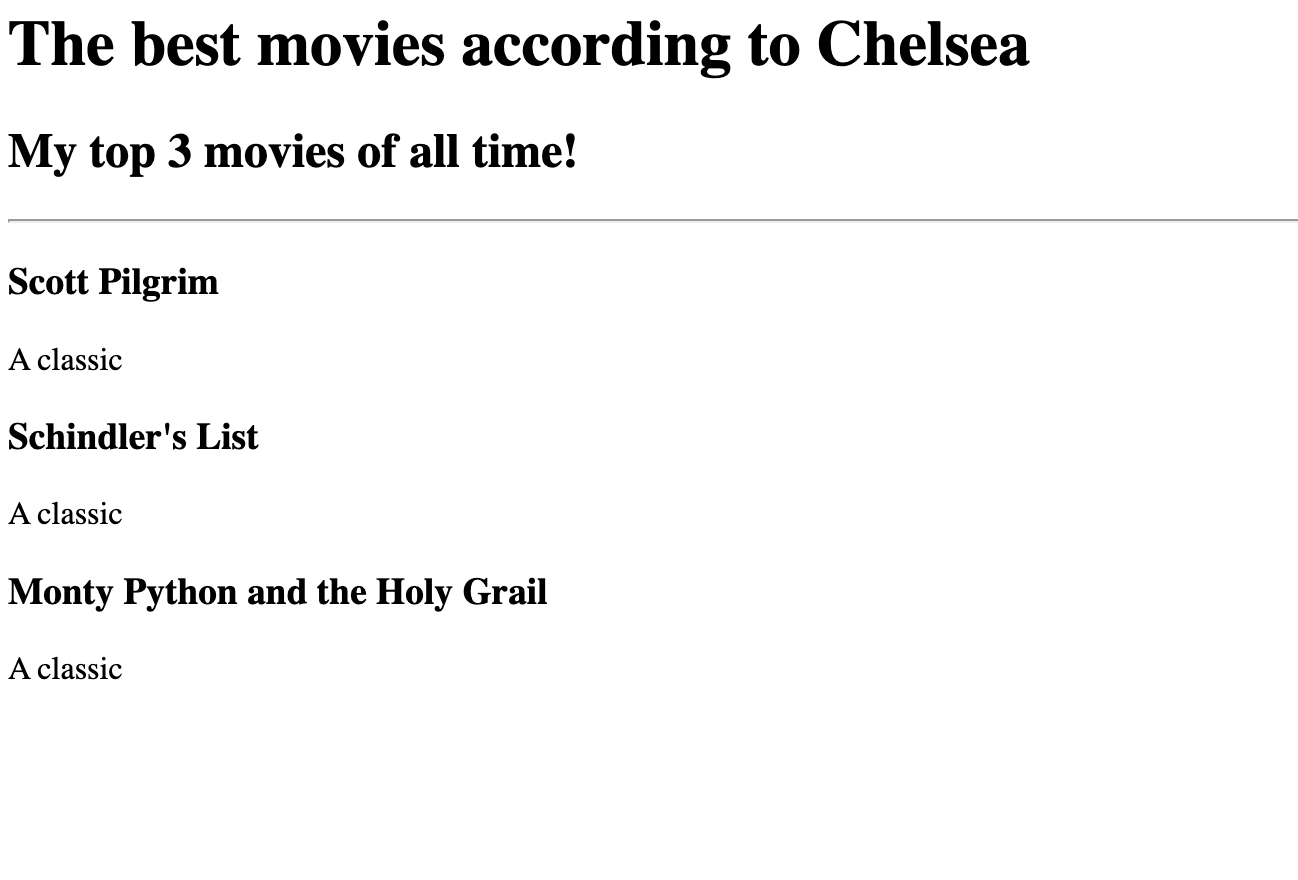 The best movies according to Chelsea
My top 3 movies of all time!
Scott Pilgrim
A classic
Schindler's List
A classic
Monty Python and the Holy Grail
A classic